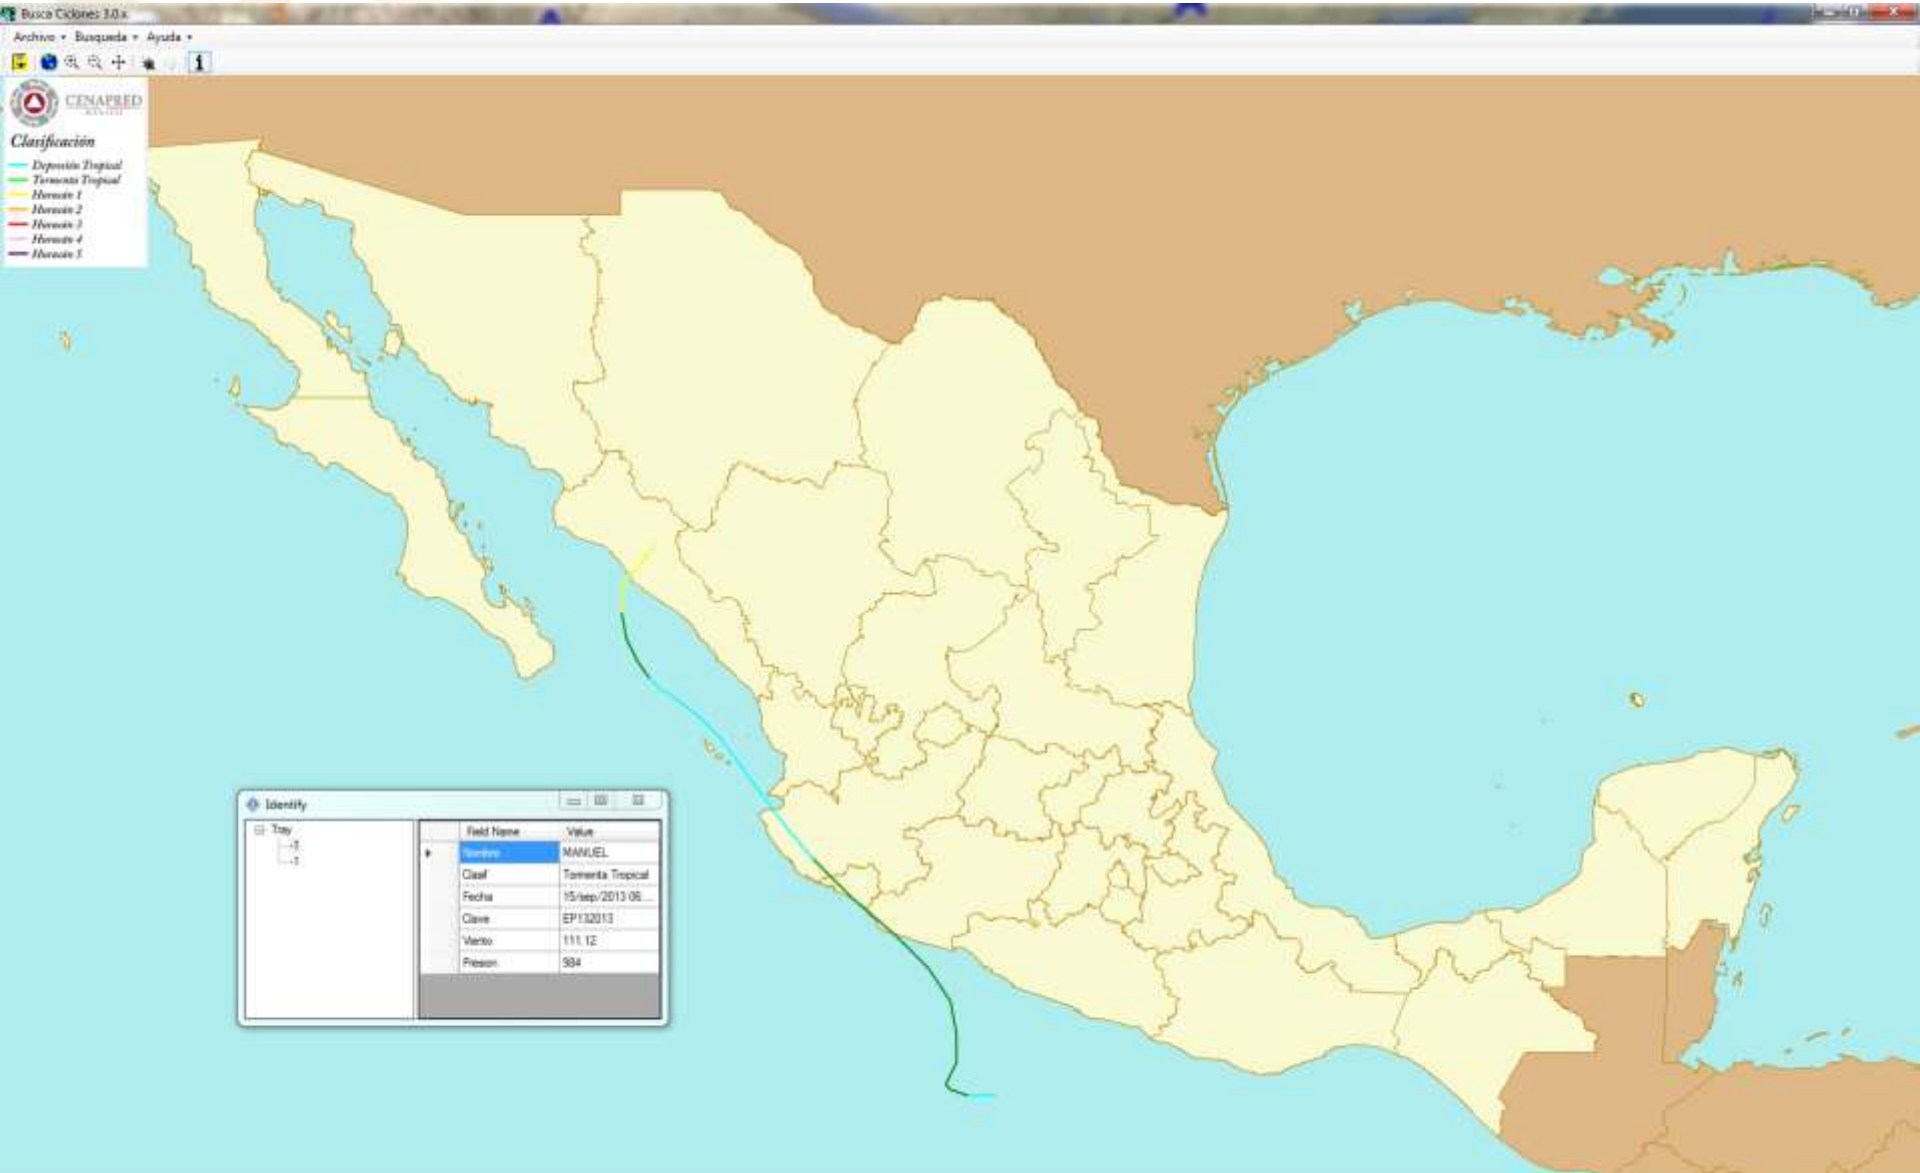 Busca Ciclones 3.0.x
Archivo Busqueda Ayuda
i
CENAPRED
MÉXICO
Clasificación
Depresión Tropical
Tormenta Tropical
Huracán 1
Huracán 2
Huracán 3
Huracán 4
Huracán 5
Identify
Tray
Field Name Value
Nombre MANUEL
Clasif Tormenta Tropical
Fecha 15/sep/2013 06...
Clave EP132013
Viento 111.12
Presion 984